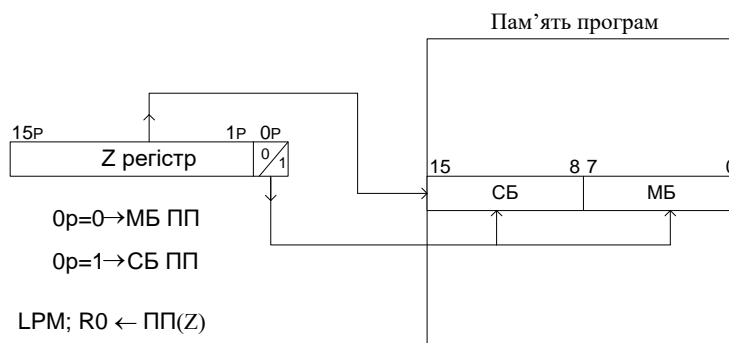 Пам’ять програм
15Р 1Р 0Р
Z регістр 0/1
15 8 7 0
СБ МБ
0р=0→МБ ПП
0р=1→СБ ПП
LPM; R0 ← ПП(Z)